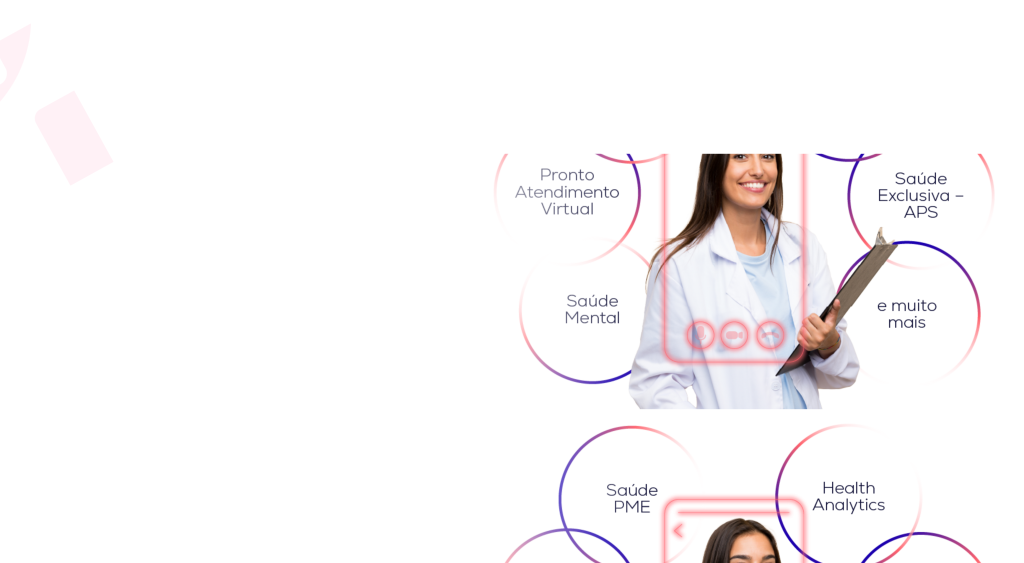 Pronto
Atendimento
Virtual
Saúde
Exclusiva –
APS
Saúde
Mental
e muito
mais
Saúde
PME
Health
Analytics